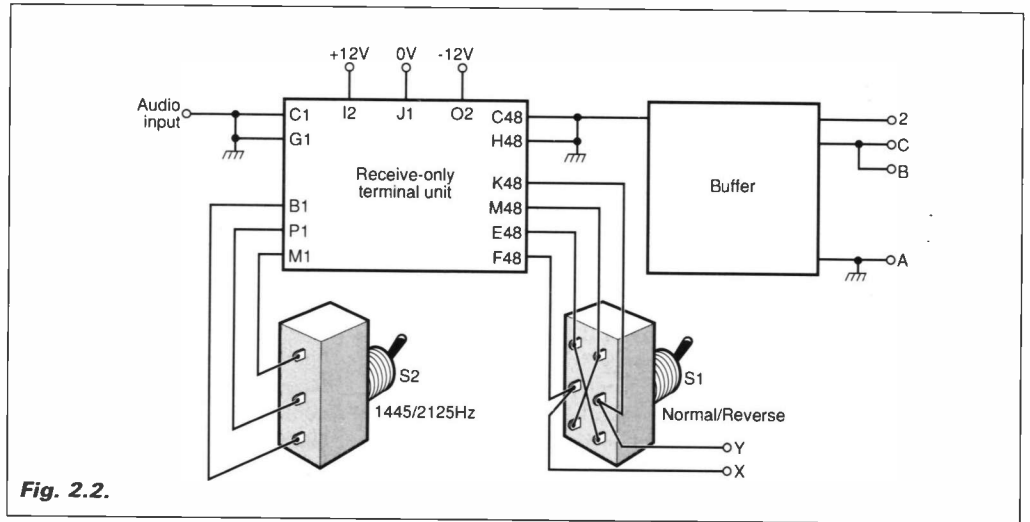 +12V 0V -12V
Audio
input
C1 I2 J1 O2 C48
G1 H48
Receive-only
terminal unit
K48
M48
B1
P1 E48
M1 F48
Buffer
2
C
B
A
S2
1445/2125Hz
S1
Normal/Reverse
Y
X
Fig. 2.2.